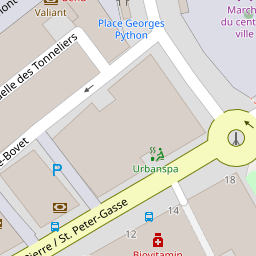 Valiant
Place Georges
Python
Marc
du cent
ville
elle des Tonneliers
-Bovet
Urbanspa
Pierre / St. Peter-Gasse
18
14
12
Biovitamin